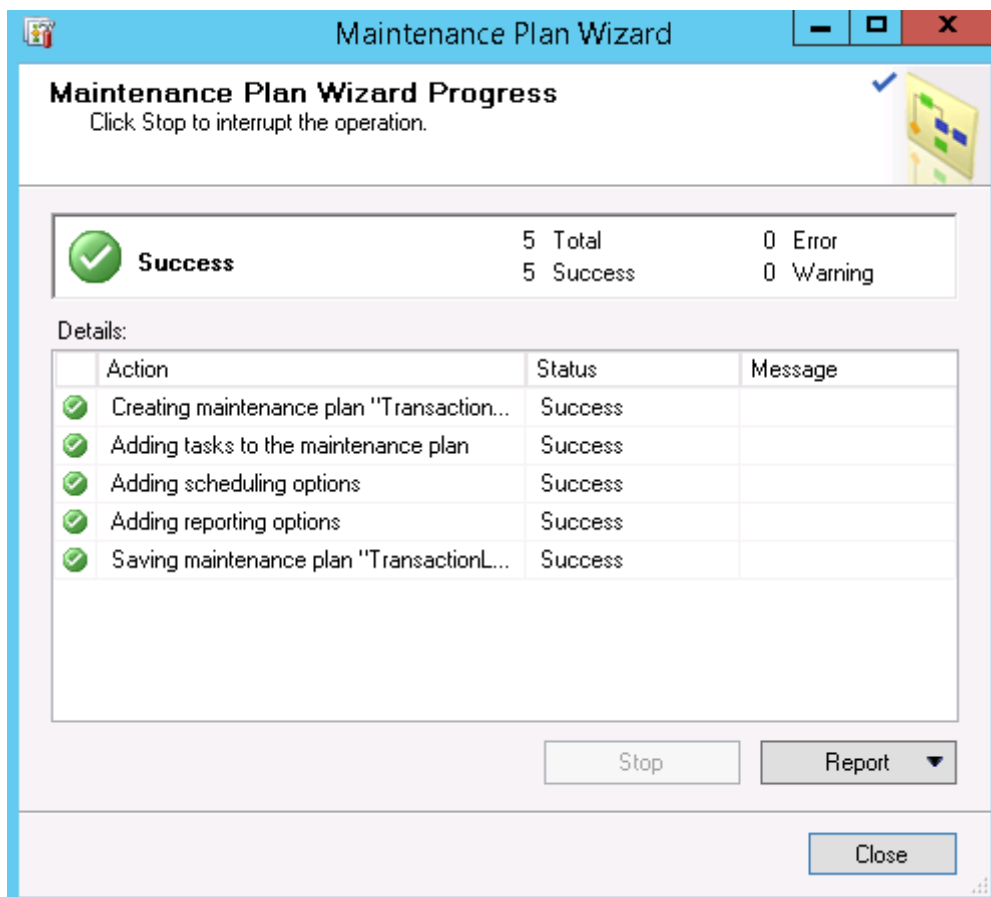 Maintenance Plan Wizard
Maintenance Plan Wizard Progress
Click Stop to interrupt the operation.
Success 5 Total 0 Error
5 Success 0 Warning
Details:
Action Status Message
Creating maintenance plan "Transaction... Success
Adding tasks to the maintenance plan Success
Adding scheduling options Success
Adding reporting options Success
Saving maintenance plan "TransactionL... Success
Stop Report
Close